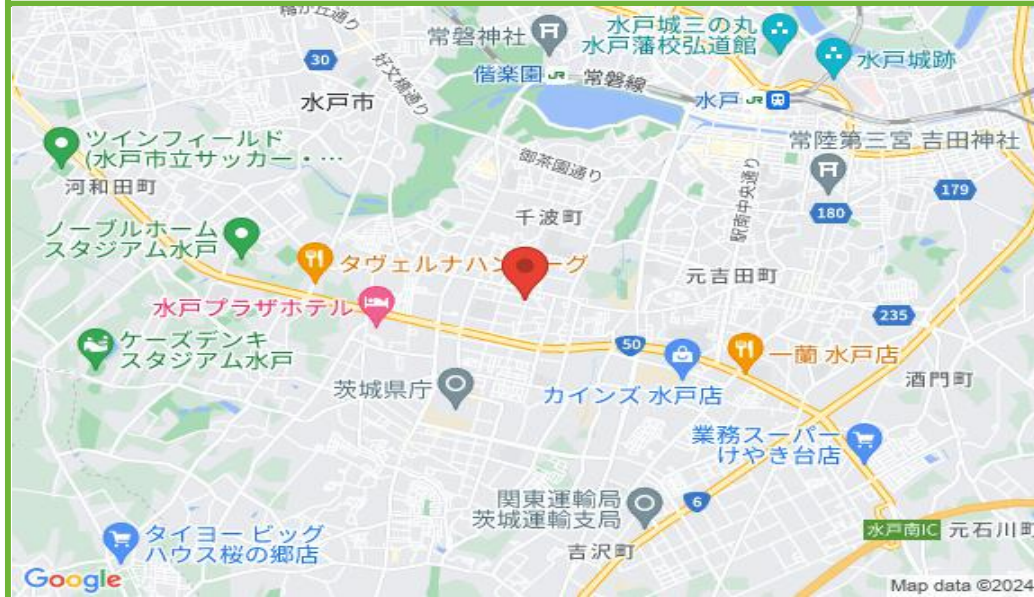 偕楽園通り
常磐神社
水戸城三の丸
水戸藩校弘道館
水戸城跡
30
好文橋通り
偕楽園 JR
常磐線
水戸 JR
水戸市
ツインフィールド
(水戸市立サッカー・…
河和田町
御茶園通り
常陸第三宮 吉田神社
179
千波町
駅南中央通り
180
ノーブルホーム
スタジアム水戸
タヴェルナハン
ーグ
元吉田町
水戸プラザホテル
235
ケーズデンキ
スタジアム水戸
50
一蘭 水戸店
茨城県庁
カインズ 水戸店
酒門町
業務スーパー
けやき台店
関東運輸局
茨城運輸支局
6
タイヨー ビッグ
ハウス桜の郷店
吉沢町
水戸南IC
元石川町
Google
Map data ©2024